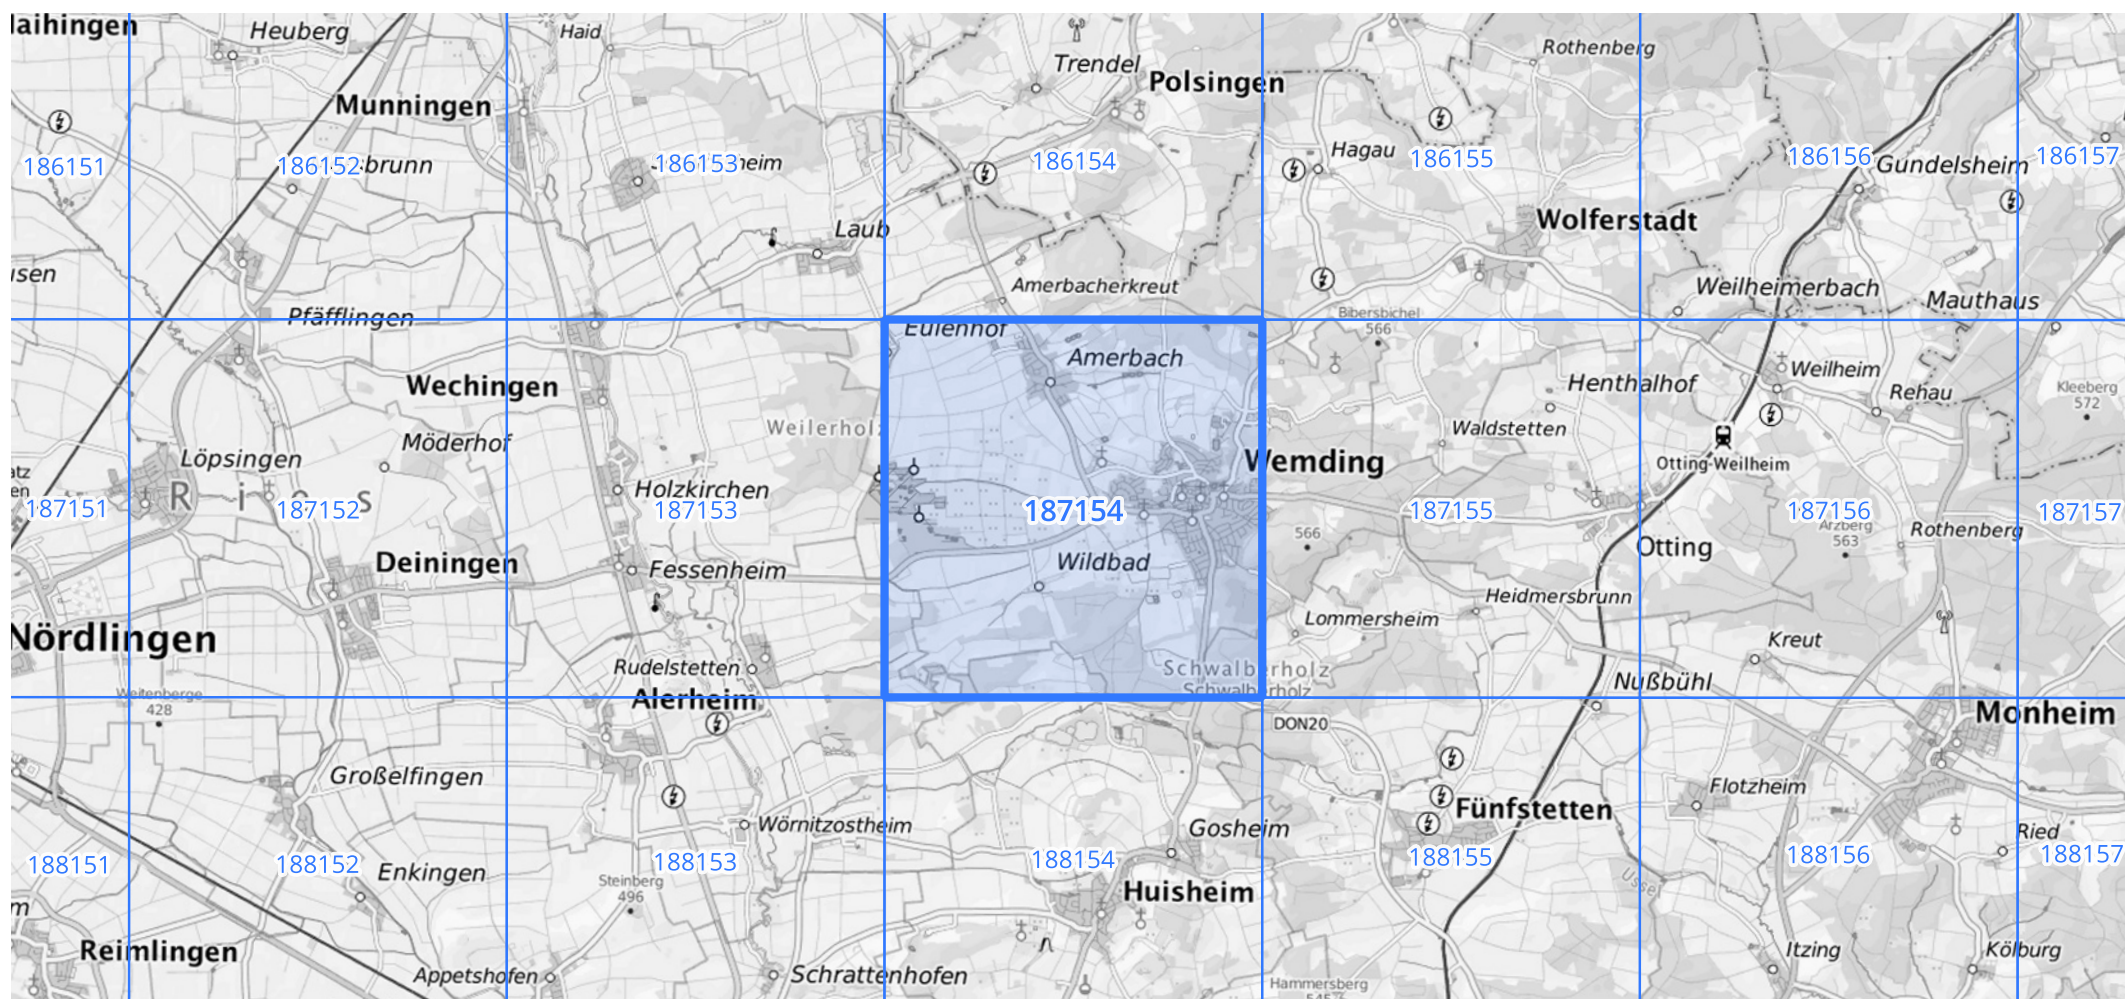 Heuberg
Haid
Trendel
Polsingen
Rothenberg
Munningen
186151
186152
brunn
186153
heim
186154
Hagau
186155
186156
Gundelsheim
186157
Laub
Wolferstadt
Amerbacherkreut
Weilheimerbach
Mauthaus
Pfäfflingen
Bibersbichel
566
Eulenhof
Amerbach
Weilheim
Wechingen
Henthalhof
Rehau
Kleeberg
572
Möderhof
Weilerholz
Waldstetten
Löpsingen
Wemding
Otting-Weilheim
Holzkirchen
R i e s
187151
187152
187153
187154
187155
187156
187157
Arzberg
563
Rothenberg
566
Otting
Deiningen
Fessenheim
Wildbad
Heidmersbrunn
Lommersheim
Nördlingen
Kreut
Rudelstetten
Schwalberholz
Schwalberholz
Nußbühl
Weitenberge
428
Alerheim
DON20
Monheim
Großelfingen
Flotzheim
Fünfstetten
Wörnitzostheim
Gosheim
Ried
188151
188152
188153
188154
188155
188156
188157
Enkingen
Steinberg
496
Ussel
Huisheim
Reimlingen
Itzing
Kölburg
Appetshofen
Schrattenhofen
Hammersberg